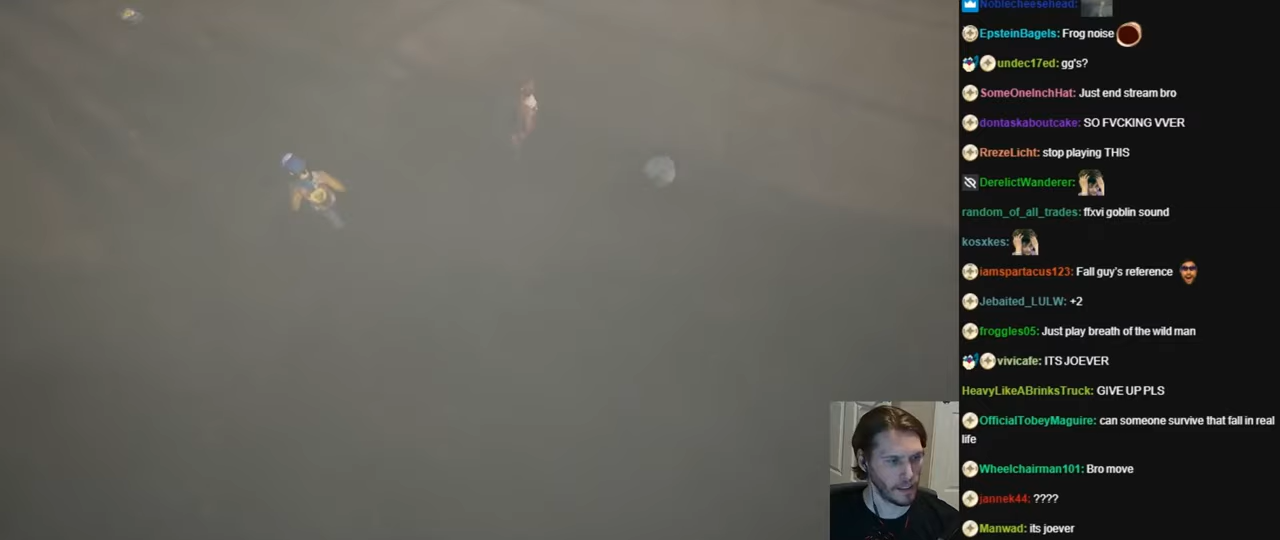 Noblecheesehead:
EpsteinBagels: Frog noise
undec17ed: gg's?
SomeOneInchHat: Just end stream bro
dontaskaboutcake: SO FVCKING VVER
RrezeLicht: stop playing THIS
DerelictWanderer:
random_of_all_trades: ffxvi goblin sound
kosxkes:
iamspartacus123: Fall guy's reference
Jebaited_LULW: +2
froggles05: Just play breath of the wild man
vivicafe: ITS JOEVER
HeavyLikeABrinksTruck: GIVE UP PLS
OfficialTobeyMaguire: can someone survive that fall in real
life
Wheelchairman101: Bro move
jannek44: ????
Manwad: its joever